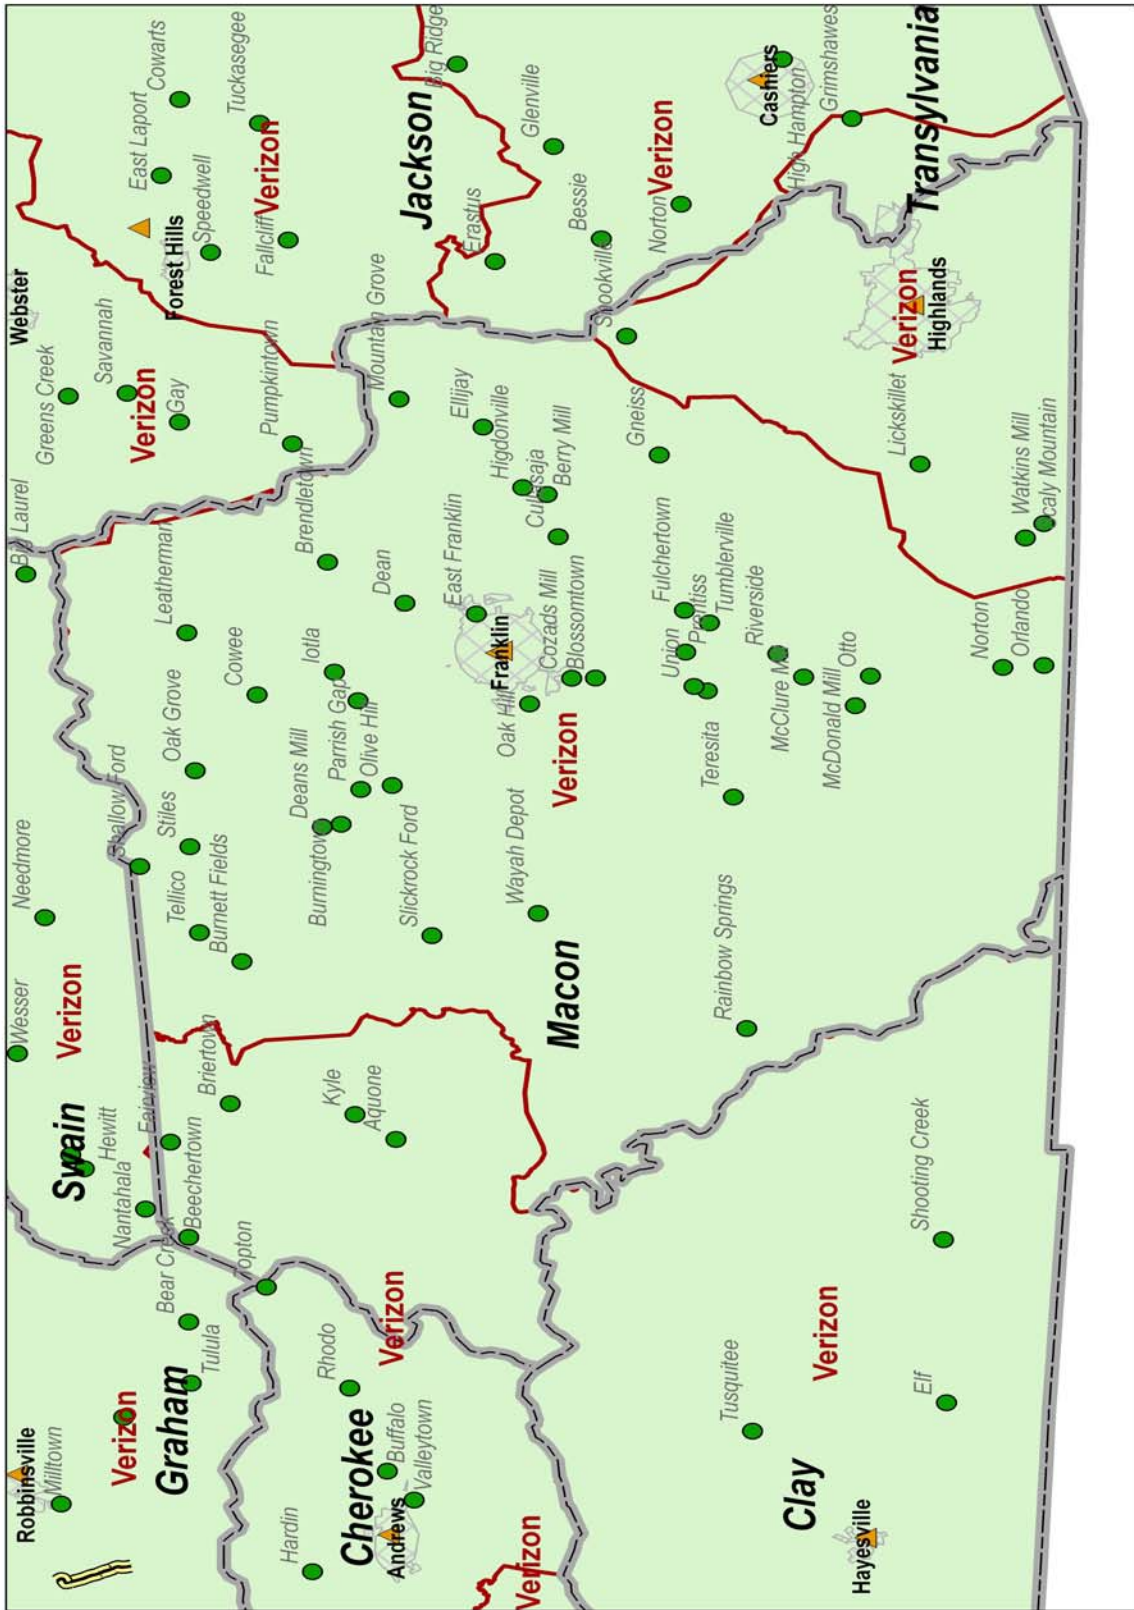 Robbinsville
Milltown
Verizon
Graham
Tulula
Bear Creek
Swain
Hewitt
Nantahala
Fairview
Beechertown
Topton
Wesser
Verizon
Needmore
Briertown
Shallow Ford
Stiles
Tellico
Burnett Fields
Oak Grove
Cowee
Leatherman
Big Laurel
Greens Creek
Savannah
Verizon
Gay
Webster
Forest Hills
East Laport
Cowarts
Speedwell
Tuckasegee
Verizon
Fallcliff
Pumpkintown
Brendletown
Hardin
Rhodo
Verizon
Cherokee
Buffalo
Andrews
Valleytown
Verizon
Kyle
Aquone
Deans Mill
Burningtown
Iotla
Parrish Gap
Olive Hill
Slickrock Ford
Dean
Mountain Grove
Jackson
Big Ridge
Glenville
Erastus
Bessie
Norton
Verizon
Ellijay
Higdonville
Cullasaja
Berry Mill
East Franklin
Franklin
Cozads Mill
Blossomtown
Oak Hill
Verizon
Wayah Depot
Macon
Shookville
Gneiss
Fulchertown
Prentiss
Tumblerville
Union
Riverside
Teresita
McClure Mill
McDonald Mill
Otto
Rainbow Springs
Cashiers
High Hampton
Grimshawes
Transylvania
Verizon
Highlands
Lickskillet
Watkins Mill
Scaly Mountain
Norton
Orlando
Tusquitee
Verizon
Clay
Hayesville
Elf
Shooting Creek